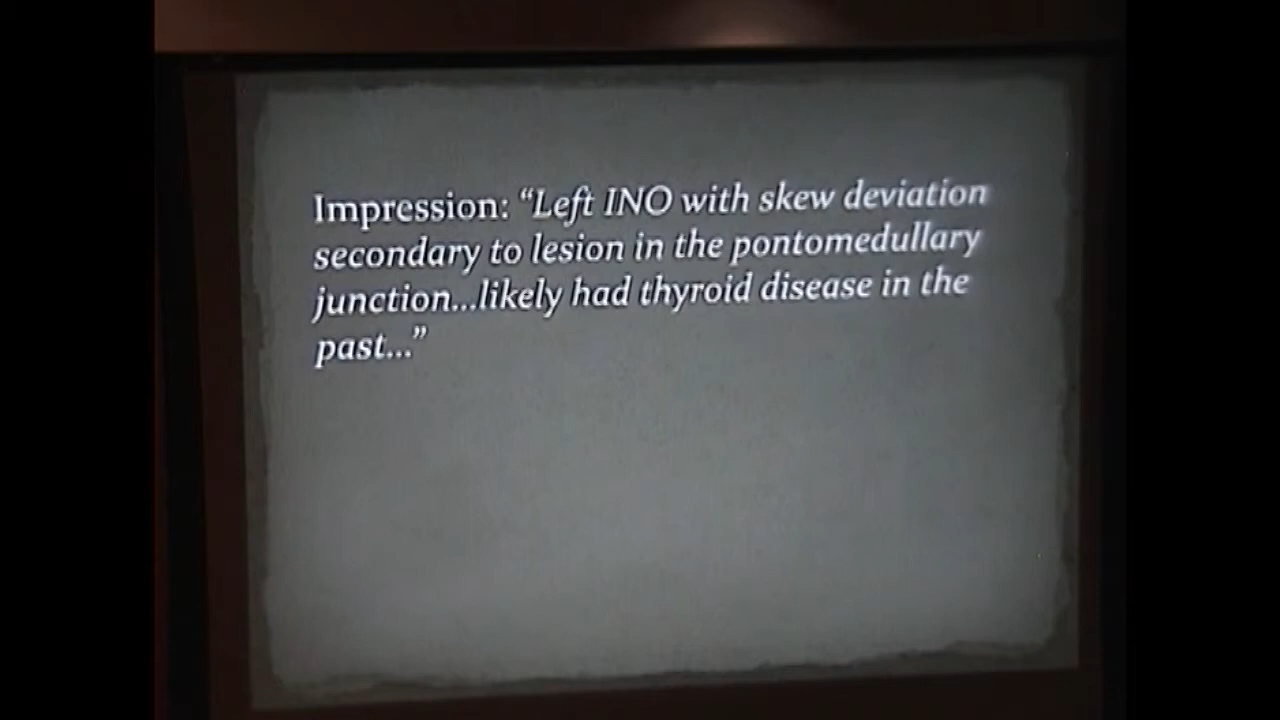 Impression: “Left INO with skew deviation
secondary to lesion in the pontomedullary
junction...likely had thyroid disease in the
past...”